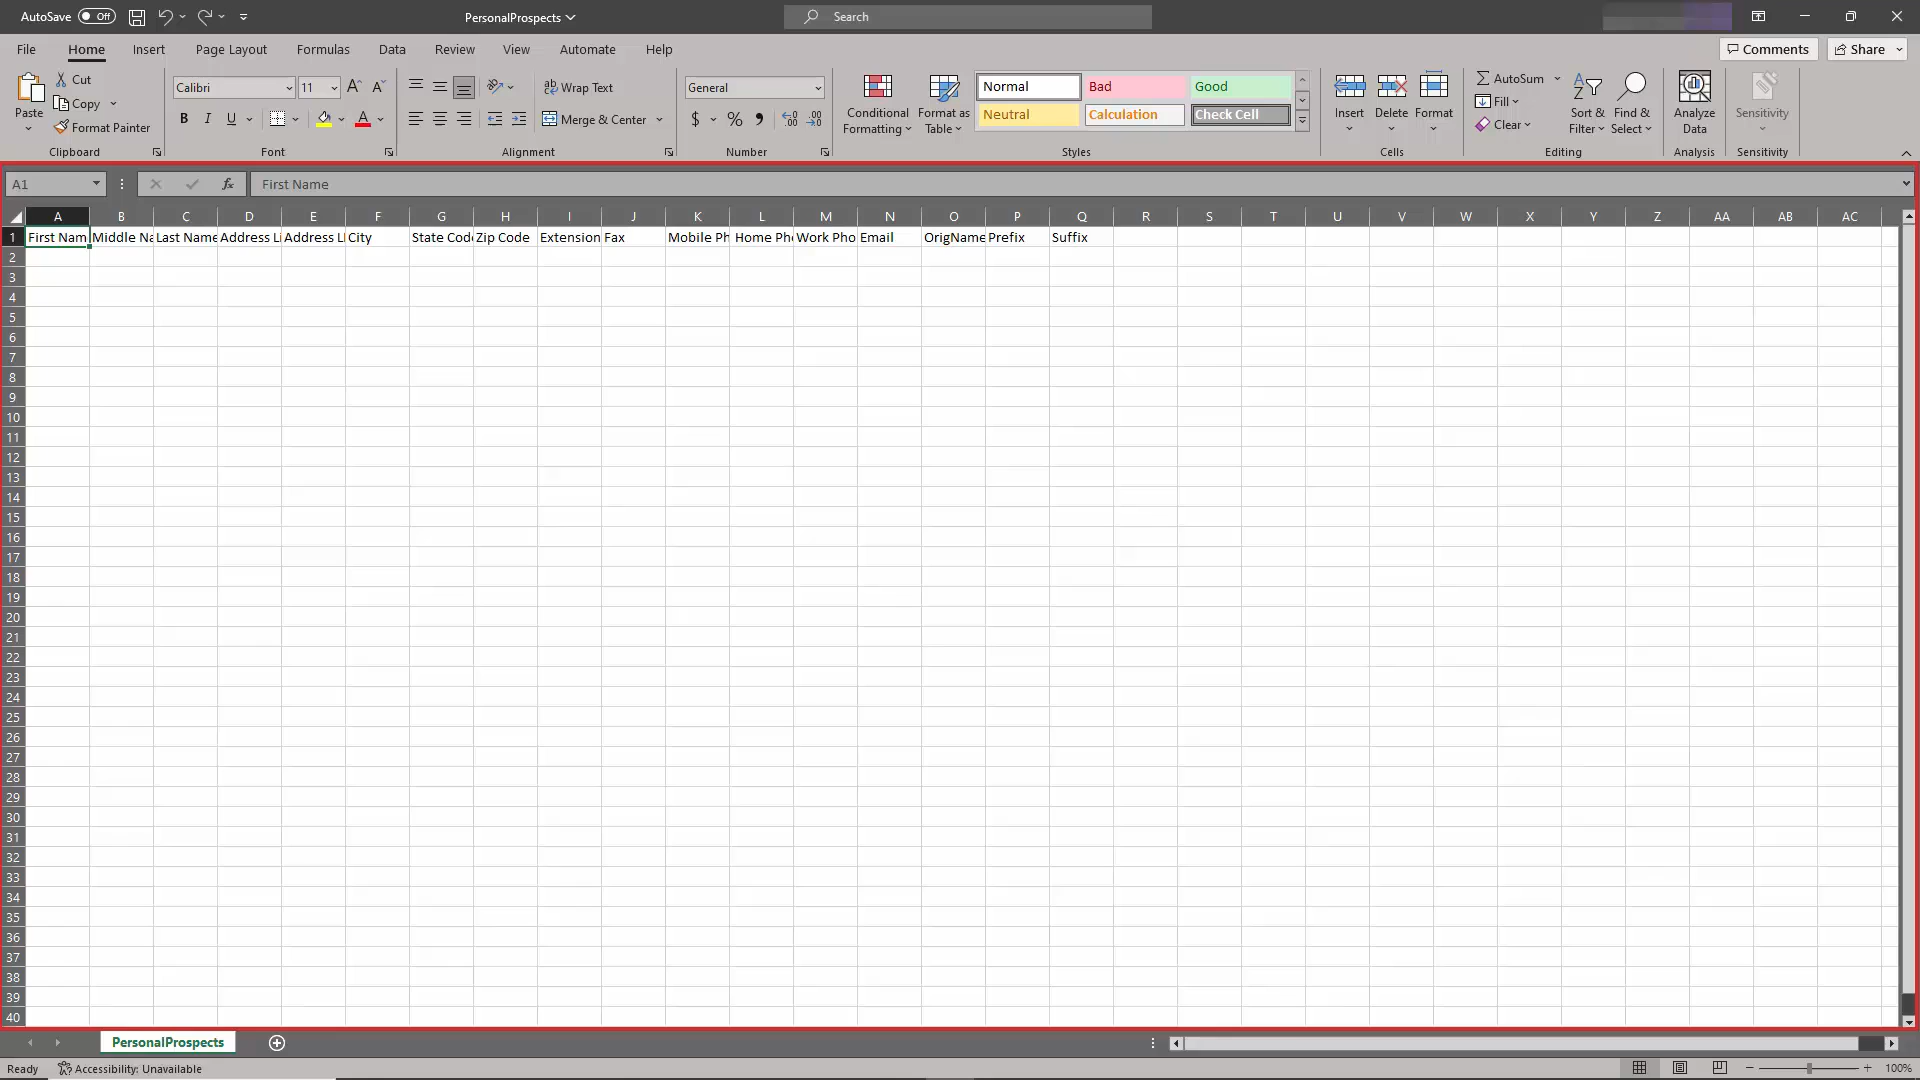 AutoSave Off PersonalProspects Search
File Home Insert Page Layout Formulas Data Review View Automate Help Comments Share
Paste Cut Copy Format Painter Clipboard
Calibri 11 B I U A A A Font
Wrap Text Merge & Center Alignment
General $ % Number
Conditional Formatting Format as Table
Normal Bad Good
Neutral Calculation Check Cell
Styles
Insert Delete Format Cells
AutoSum Fill Clear Sort & Filter Find & Select Editing
Analyze Data Analysis Sensitivity Sensitivity
A1 fx First Name
A B C D E F G H I J K L M N O P Q R S T U V W X Y Z AA AB AC
1 First Nam Middle Na Last Name Address Li Address Li City State Code Zip Code Extension Fax Mobile Ph Home Pho Work Pho Email OrigName Prefix Suffix
2
3
4
5
6
7
8
9
10
11
12
13
14
15
16
17
18
19
20
21
22
23
24
25
26
27
28
29
30
31
32
33
34
35
36
37
38
39
40
PersonalProspects
Ready Accessibility: Unavailable 100%